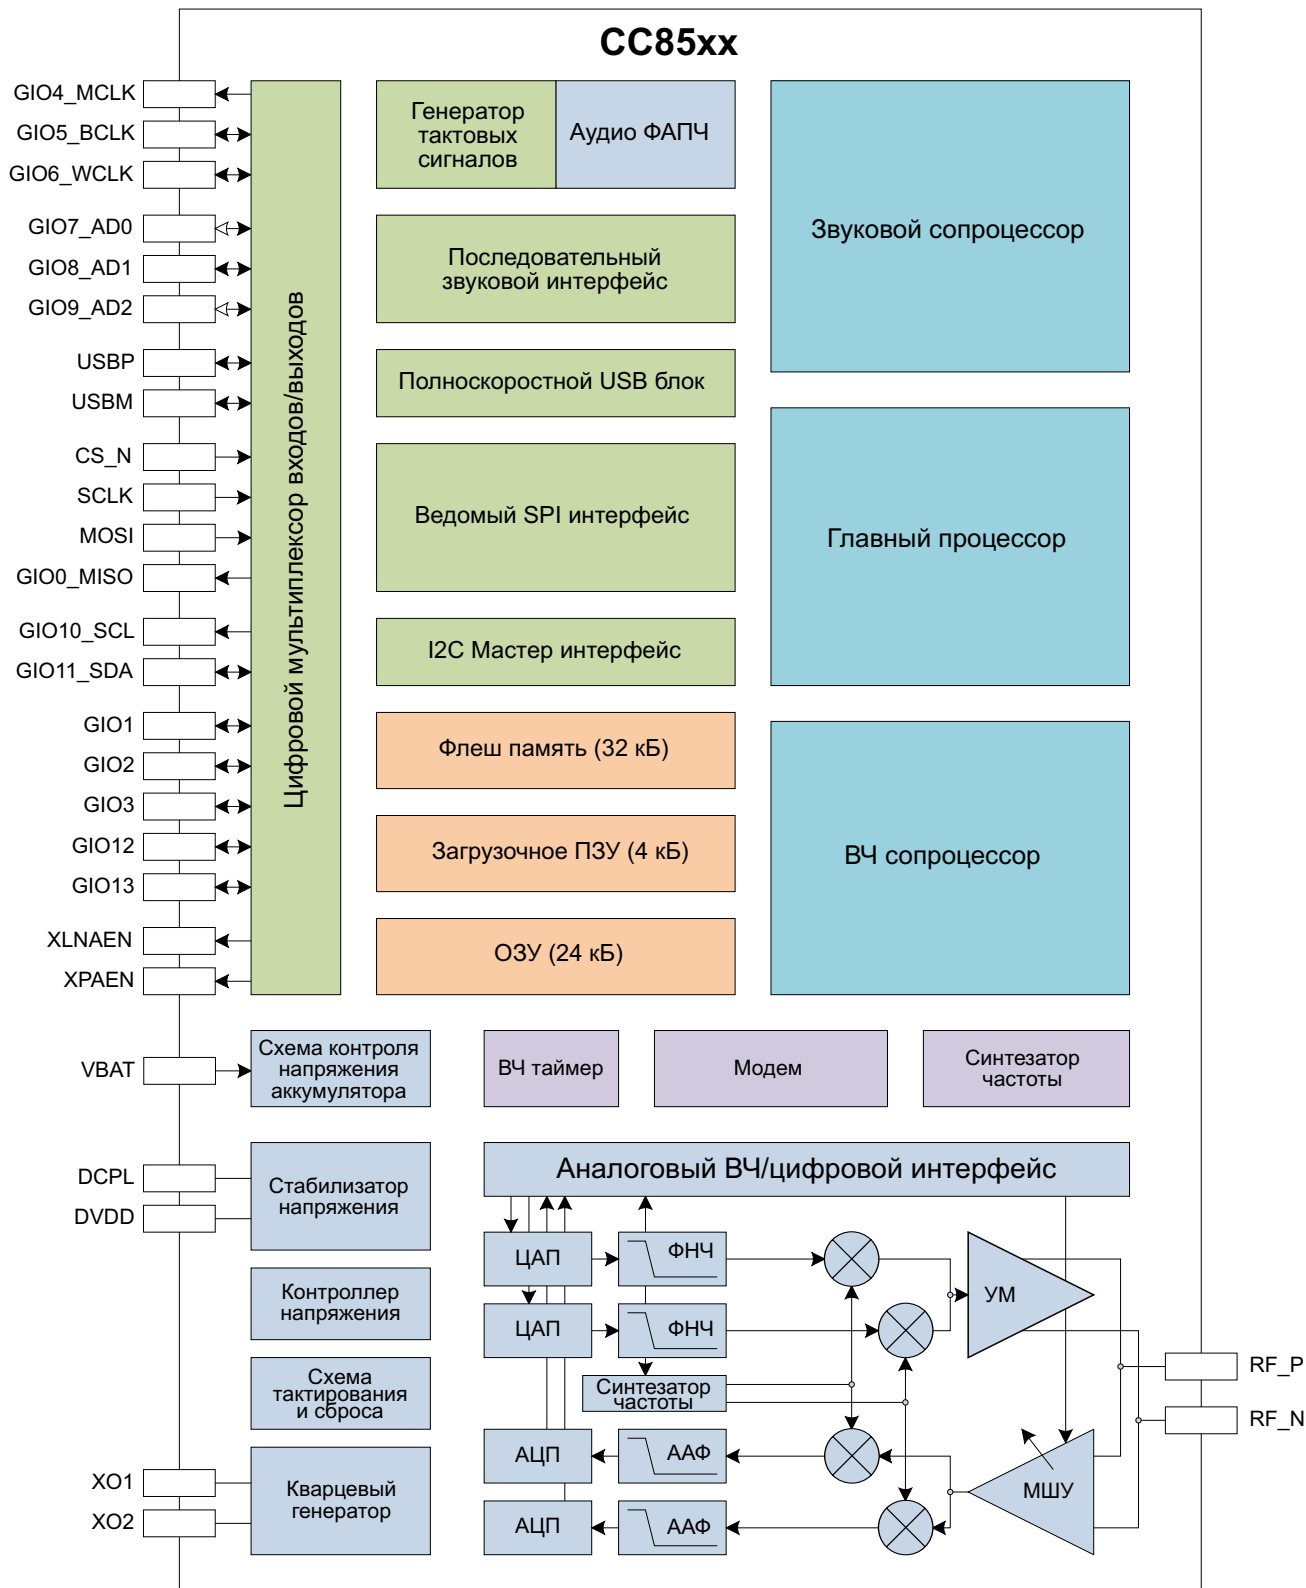 CC85xx
GIO4_MCLK
GIO5_BCLK
GIO6_WCLK
GIO7_AD0
GIO8_AD1
GIO9_AD2
USBP
USBM
CS_N
SCLK
MOSI
GIO0_MISO
GIO10_SCL
GIO11_SDA
GIO1
GIO2
GIO3
GIO12
GIO13
XLNAEN
XPAEN
VBAT
DCPL
DVDD
XO1
XO2
Цифровой мультиплексор входов/выходов
Генератор
тактовых
сигналов
Аудио ФАПЧ
Последовательный
звуковой интерфейс
Полноскоростной USB блок
Ведомый SPI интерфейс
I2C Мастер интерфейс
Флеш память (32 кБ)
Загрузочное ПЗУ (4 кБ)
ОЗУ (24 кБ)
Звуковой сопроцессор
Главный процессор
ВЧ сопроцессор
Схема контроля
напряжения
аккумулятора
ВЧ таймер
Модем
Синтезатор
частоты
Стабилизатор
напряжения
Контроллер
напряжения
Схема
тактирования
и сброса
Кварцевый
генератор
Аналоговый ВЧ/цифровой интерфейс
ЦАП
ФНЧ
УМ
ЦАП
ФНЧ
Синтезатор
частоты
АЦП
ААФ
МШУ
АЦП
ААФ
RF_P
RF_N